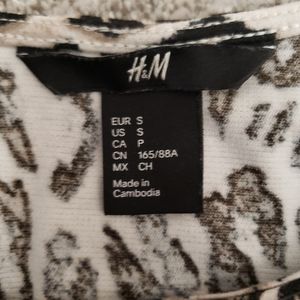 H&M
EUR S
US S
CA P
CN 165/88A
MX CH
Made in
Cambodia